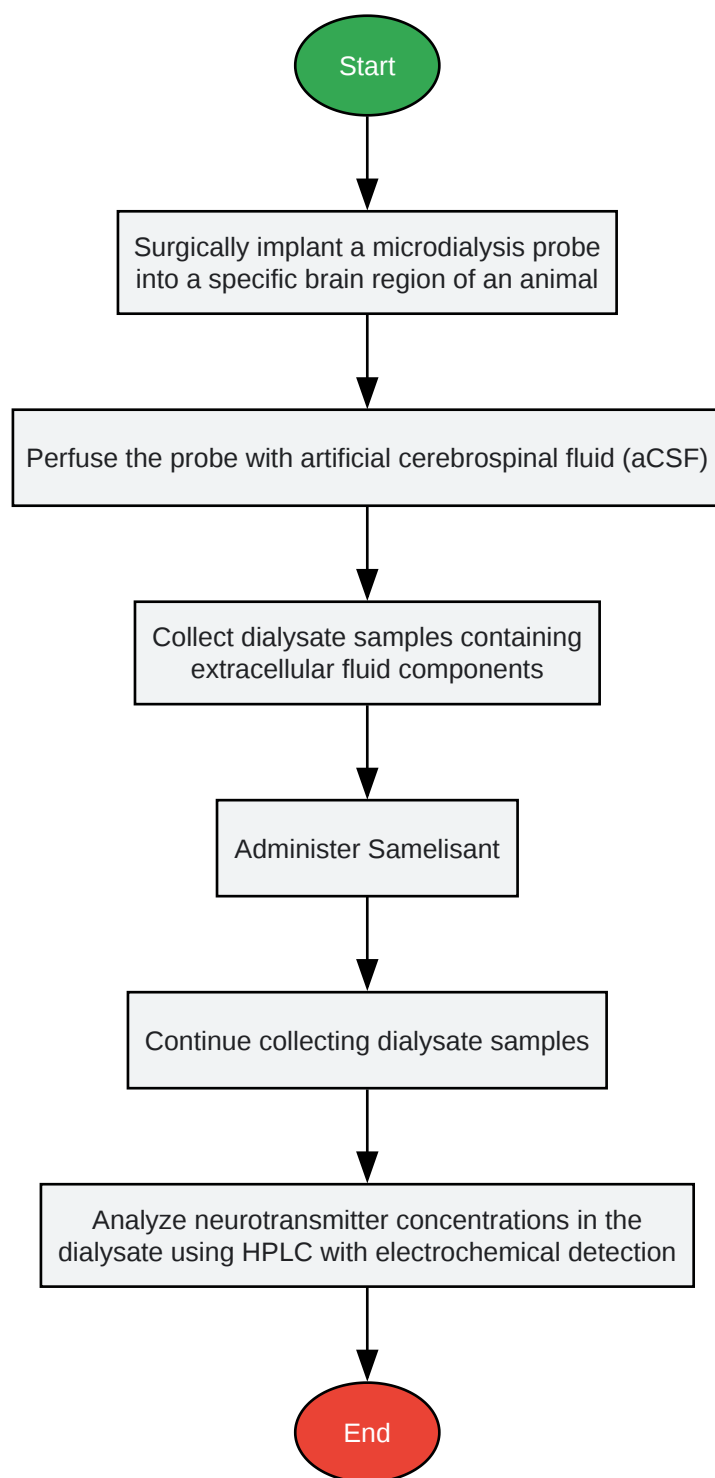 Start
Surgically implant a microdialysis probe
into a specific brain region of an animal
Perfuse the probe with artificial cerebrospinal fluid (aCSF)
Collect dialysate samples containing
extracellular fluid components
Administer Samelisant
Continue collecting dialysate samples
Analyze neurotransmitter concentrations in the
dialysate using HPLC with electrochemical detection
End